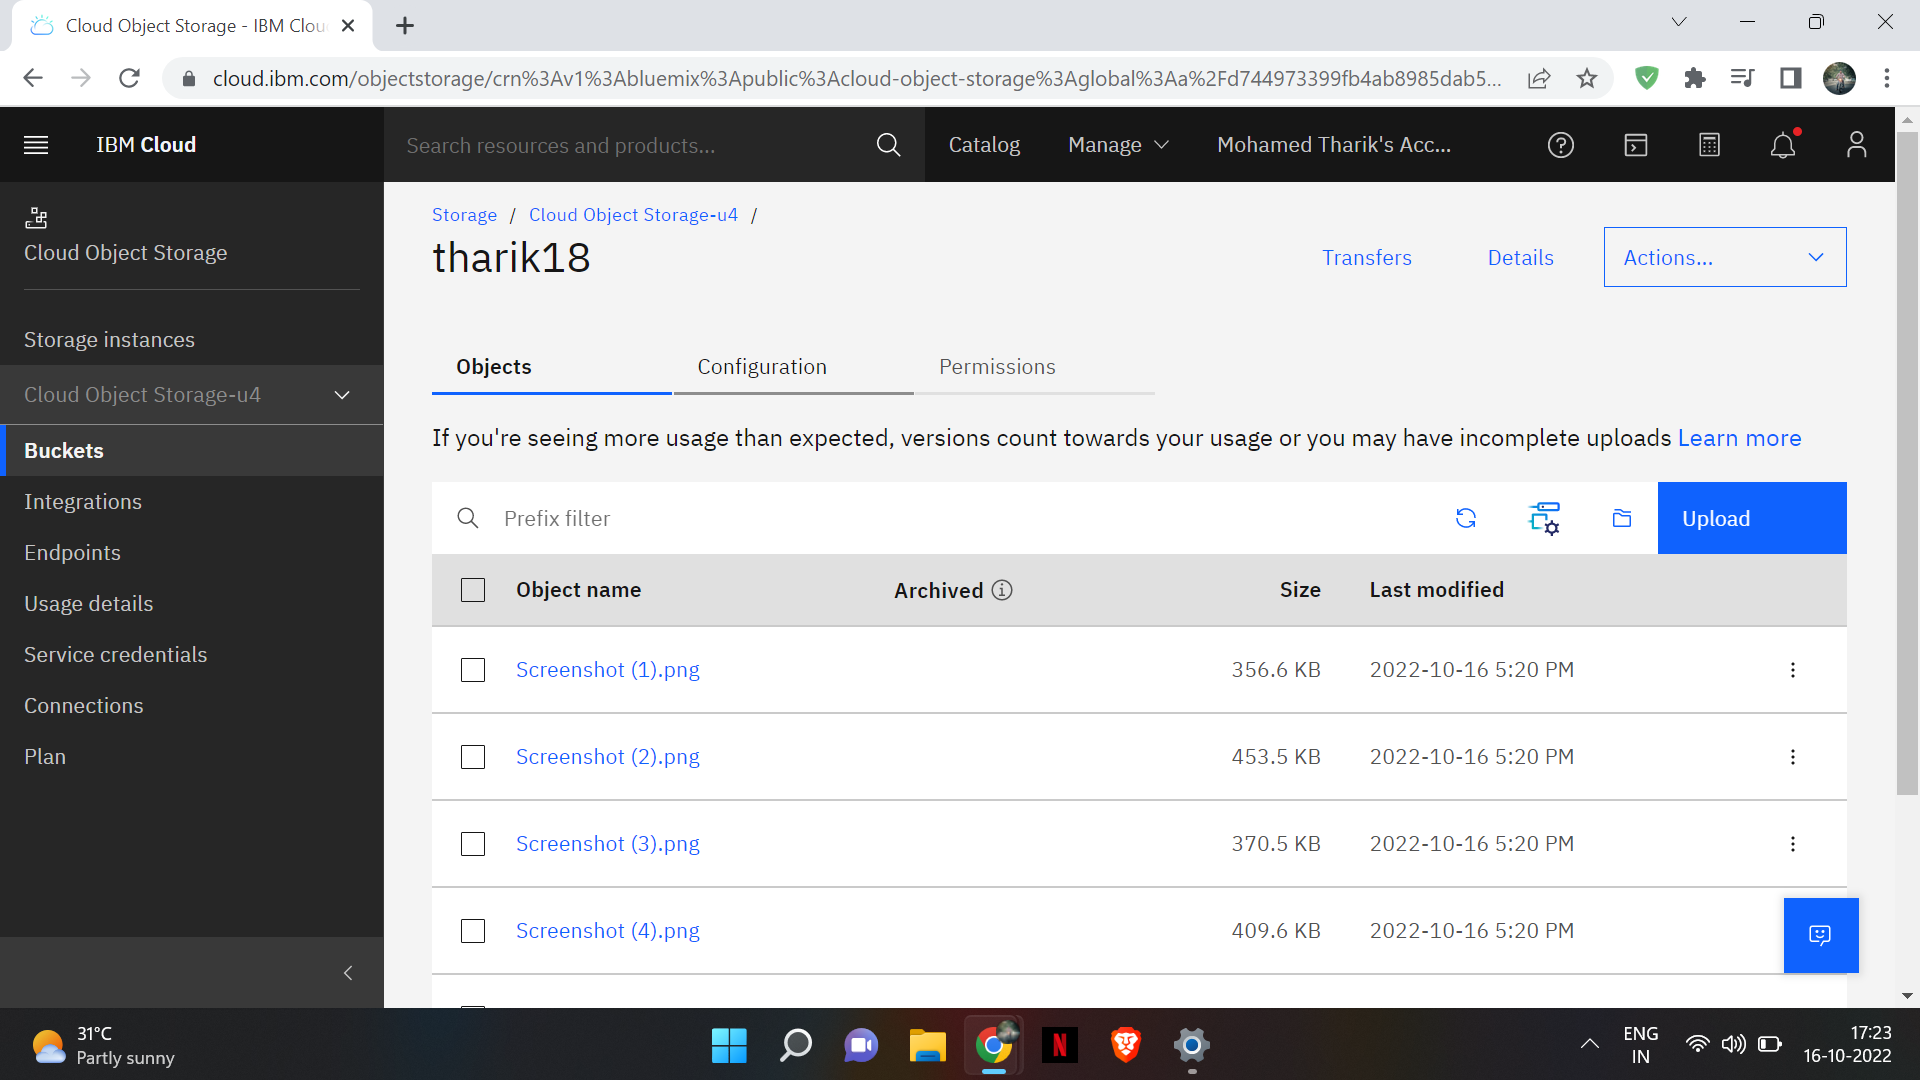 Cloud Object Storage - IBM Clou
cloud.ibm.com/objectstorage/crn%3Av1%3Abluemix%3Apublic%3Acloud-object-storage%3Aglobal%3Aa%2Fd744973399fb4ab8985dab5...
IBM Cloud
Search resources and products...
Catalog
Manage
Mohamed Tharik's Acc...
Cloud Object Storage
Storage instances
Cloud Object Storage-u4
Buckets
Integrations
Endpoints
Usage details
Service credentials
Connections
Plan
Storage / Cloud Object Storage-u4 /
tharik18
Transfers
Details
Actions...
Objects
Configuration
Permissions
If you're seeing more usage than expected, versions count towards your usage or you may have incomplete uploads Learn more
Prefix filter
Upload
Object name Archived Size Last modified
Screenshot (1).png 356.6 KB 2022-10-16 5:20 PM
Screenshot (2).png 453.5 KB 2022-10-16 5:20 PM
Screenshot (3).png 370.5 KB 2022-10-16 5:20 PM
Screenshot (4).png 409.6 KB 2022-10-16 5:20 PM
31°C
Partly sunny
N
ENG
IN
17:23
16-10-2022